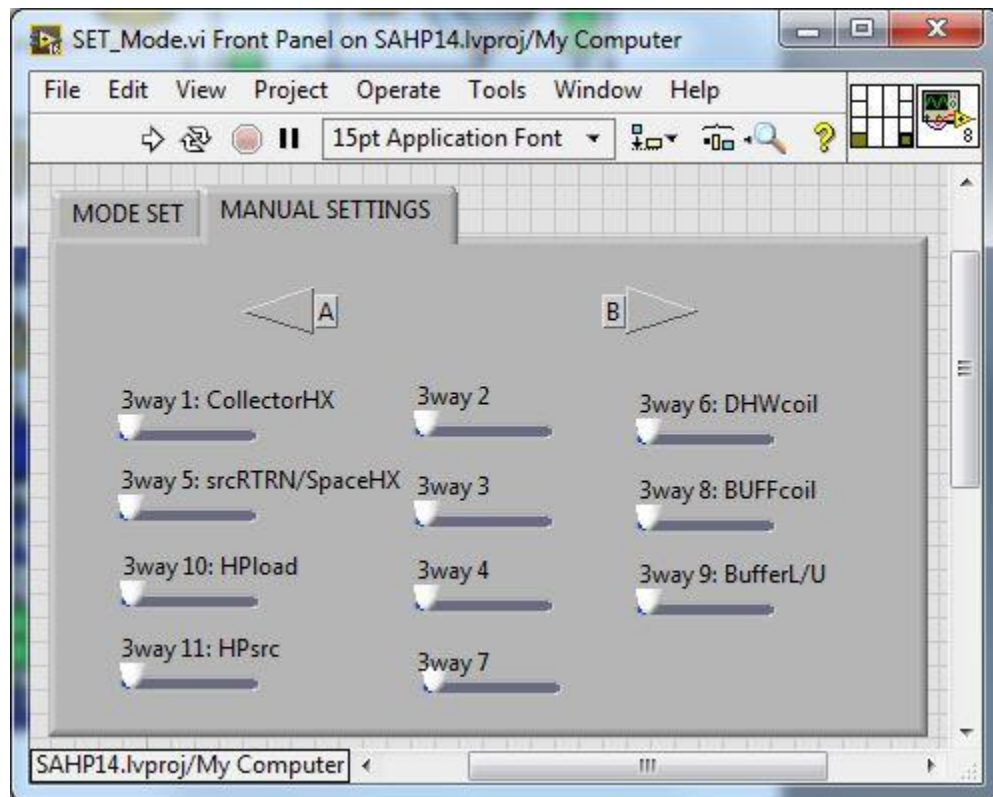 SET_Mode.vi Front Panel on SAHP14.lvproj/My Computer
File Edit View Project Operate Tools Window Help
15pt Application Font
8
MODE SET
MANUAL SETTINGS
A
B
3way 1: CollectorHX
3way 2
3way 6: DHWcoil
3way 5: srcRTRN/SpaceHX
3way 3
3way 8: BUFFcoil
3way 10: HPload
3way 4
3way 9: BufferL/U
3way 11: HPsrc
3way 7
SAHP14.lvproj/My Computer